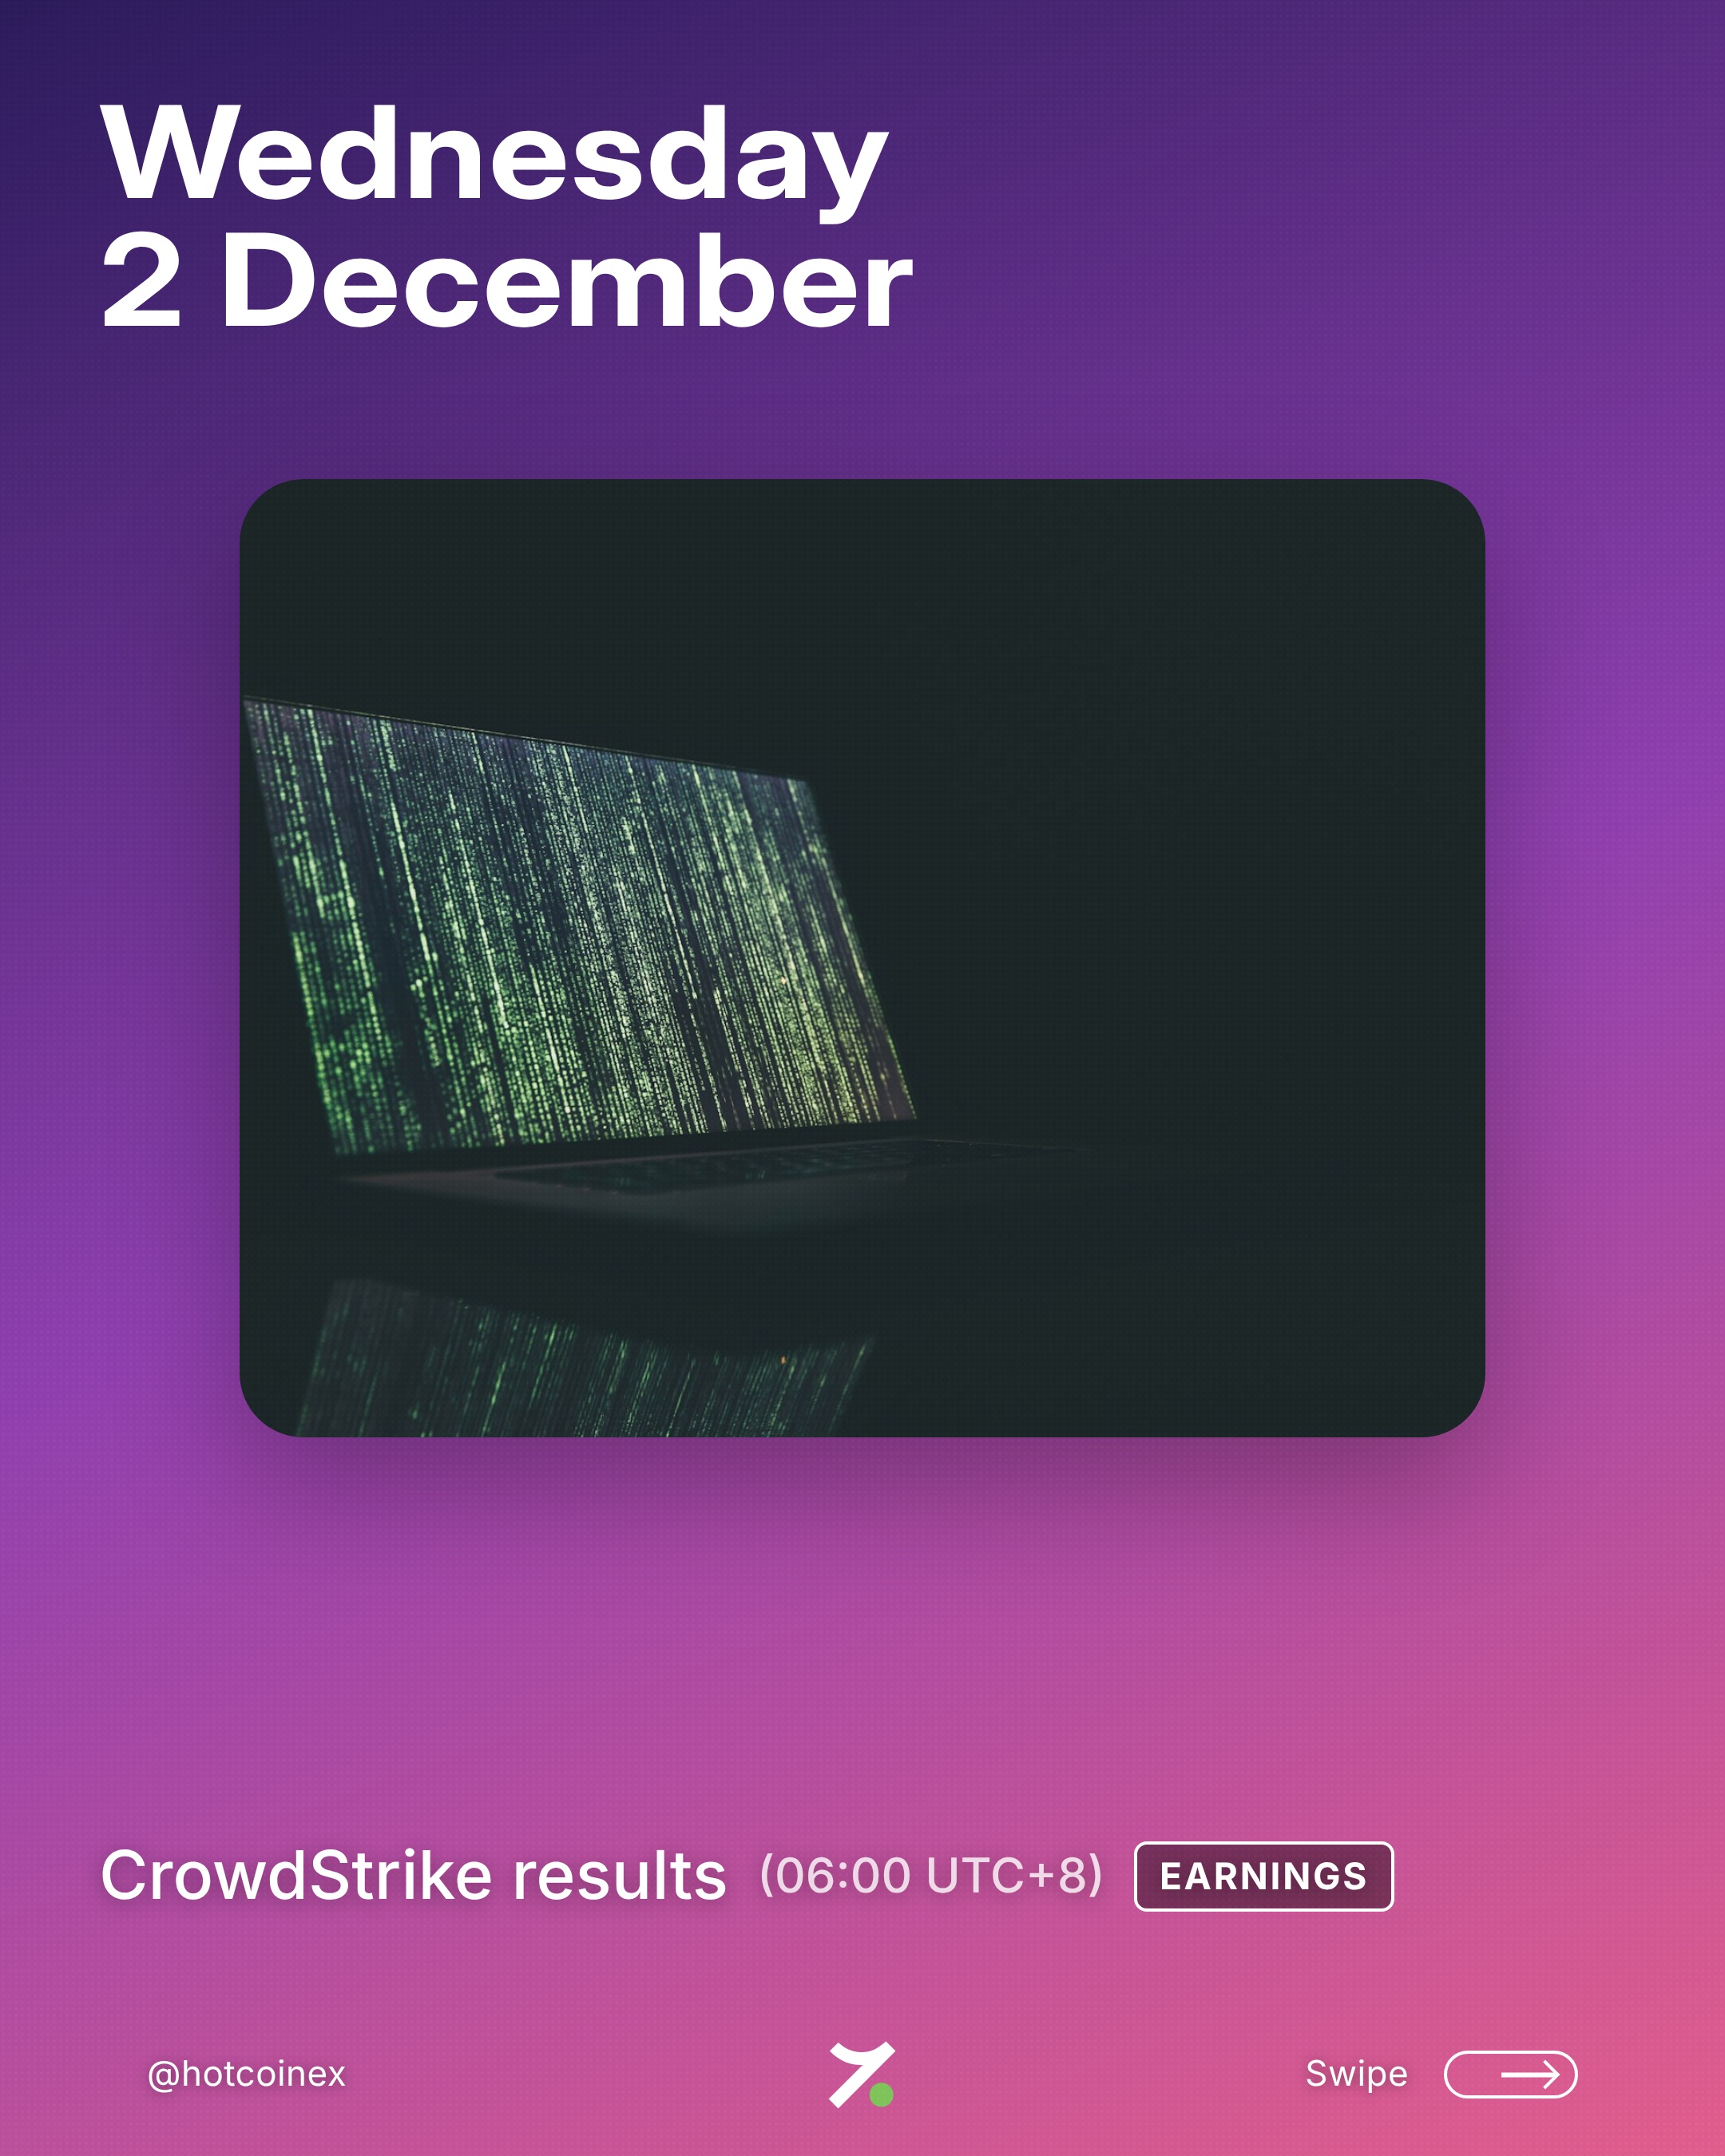 Wednesday
2 December
CrowdStrike results (06:00 UTC+8) EARNINGS
@hotcoinex
Swipe